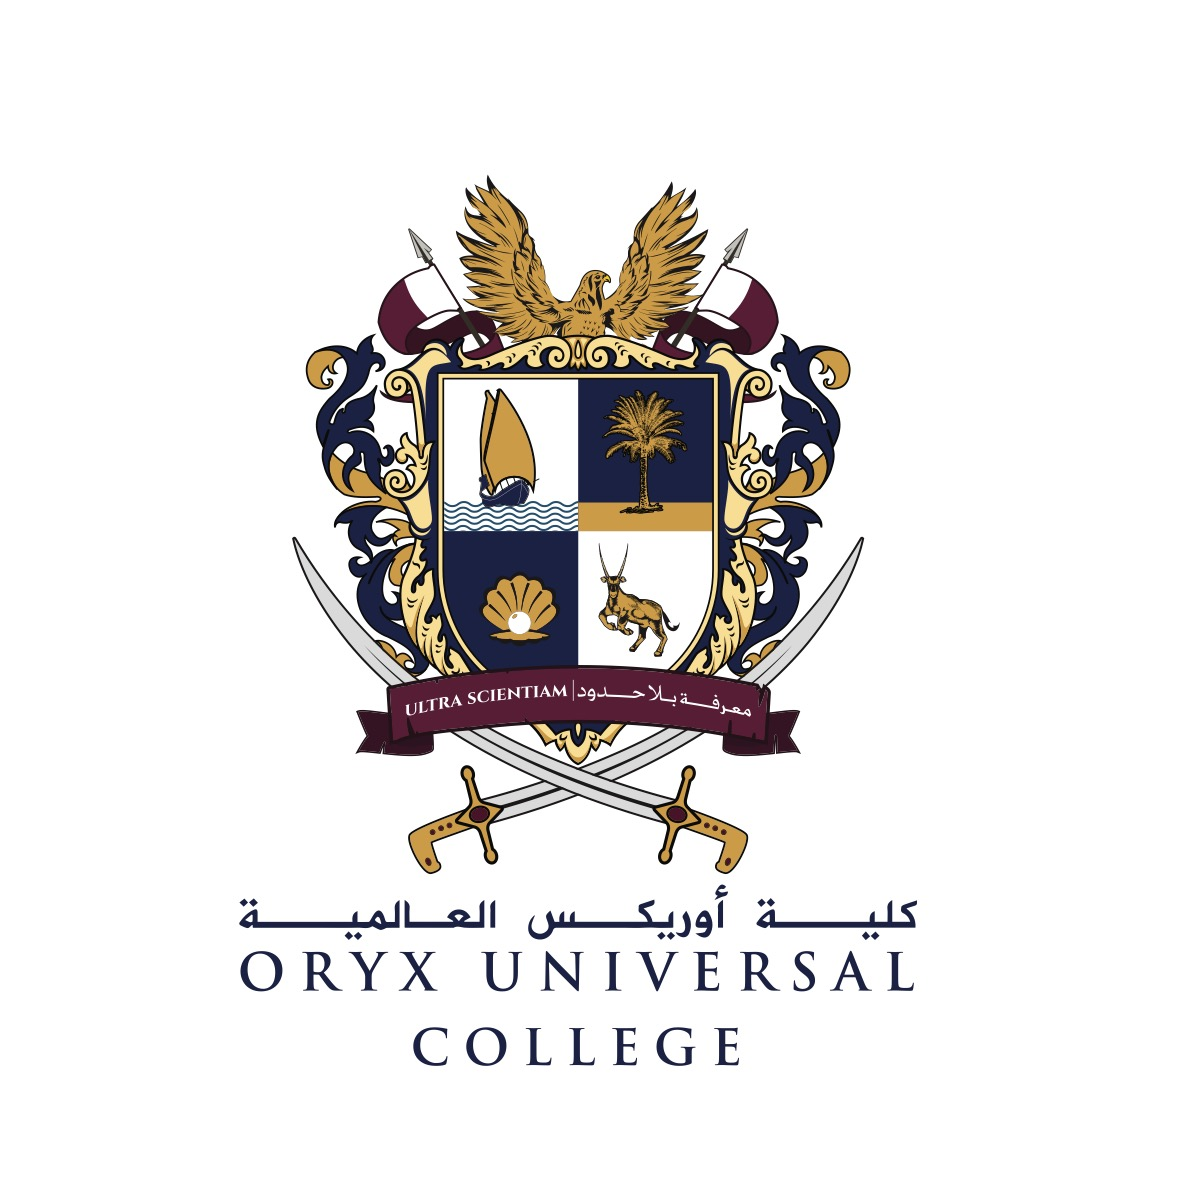 ULTRA SCIENTIAM | معرفة بلا حدود
كلية أوريكس العالمية
ORYX UNIVERSAL
COLLEGE